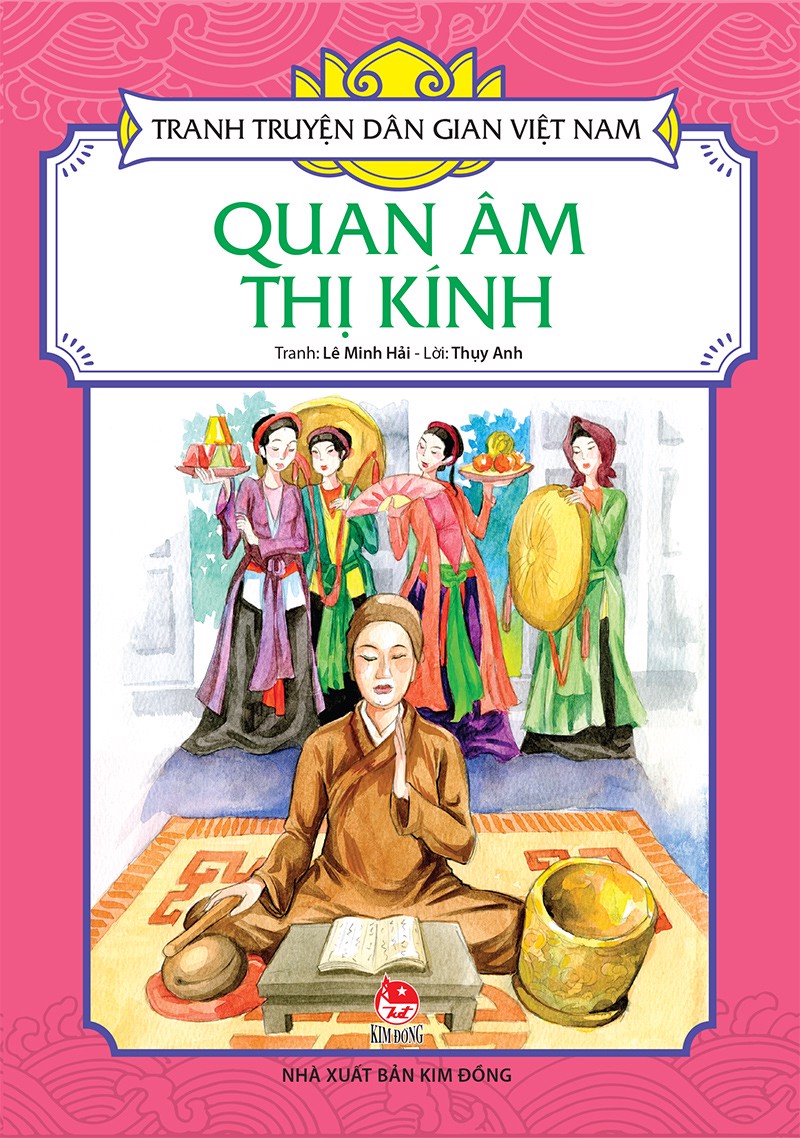 TRANH TRUYỆN DÂN GIAN VIỆT NAM
QUAN ÂM
THỊ KÍNH
Tranh: Lê Minh Hải - Lời: Thụy Anh
KIM ĐỒNG
NHÀ XUẤT BẢN KIM ĐỒNG